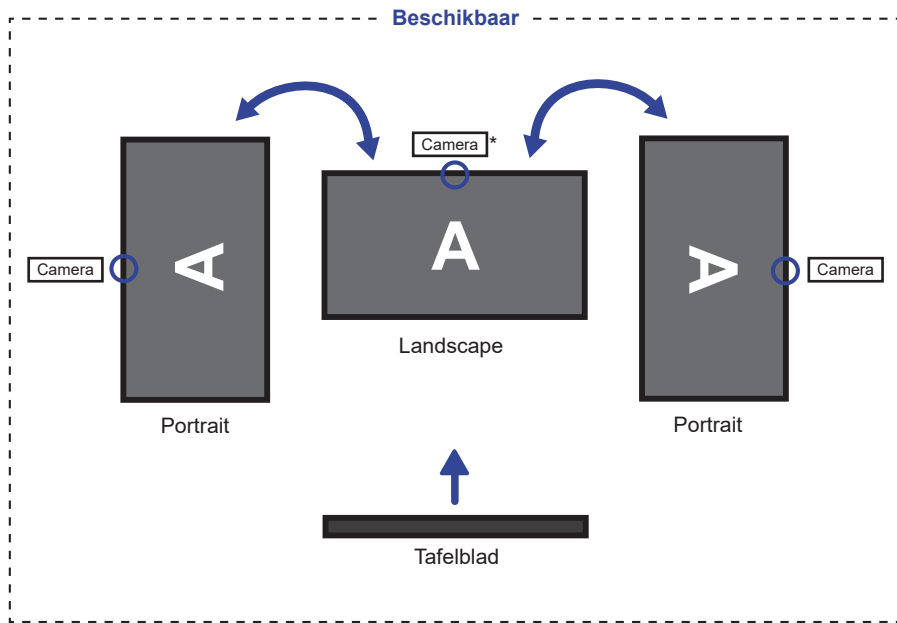 Beschikbaar
Camera *
A
Camera
A
A
Camera
Landscape
Portrait
Portrait
Tafelblad